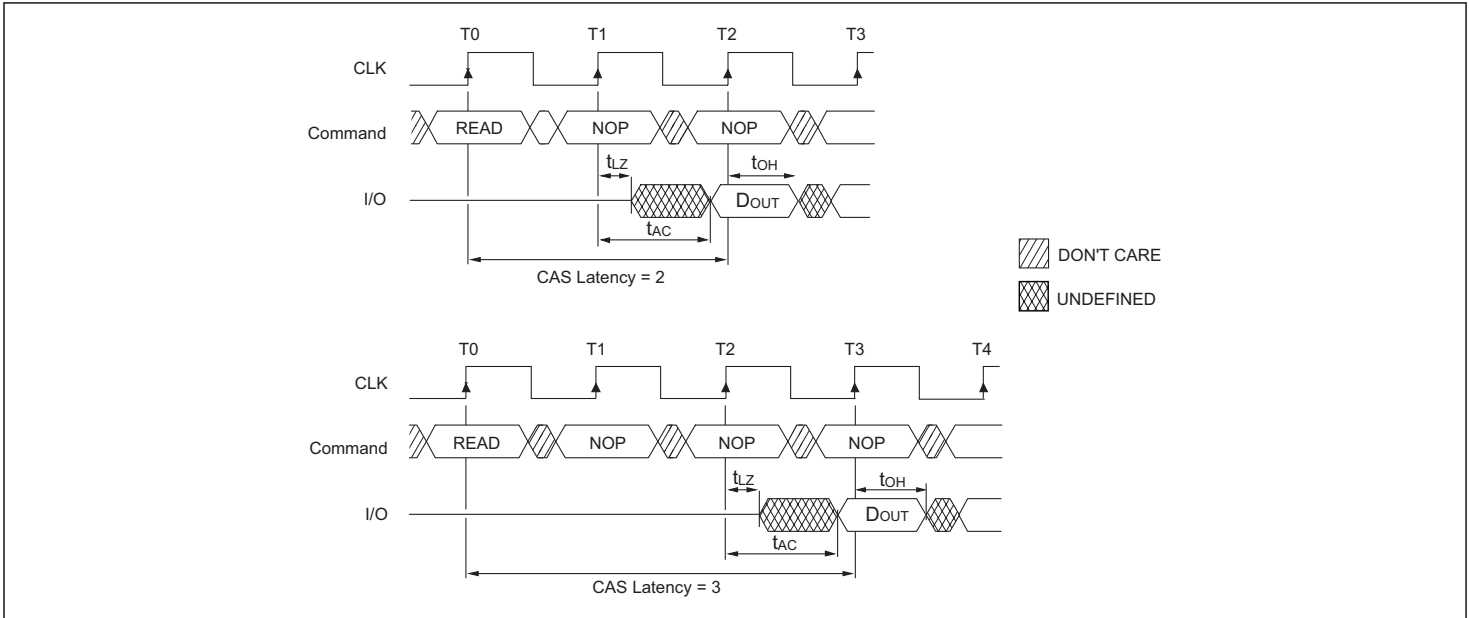 T0 T1 T2 T3
CLK
Command READ NOP NOP
tLZ tOH
I/O DOUT
tAC
CAS Latency = 2
DON'T CARE
UNDEFINED
T0 T1 T2 T3 T4
CLK
Command READ NOP NOP NOP
tLZ tOH
I/O DOUT
tAC
CAS Latency = 3